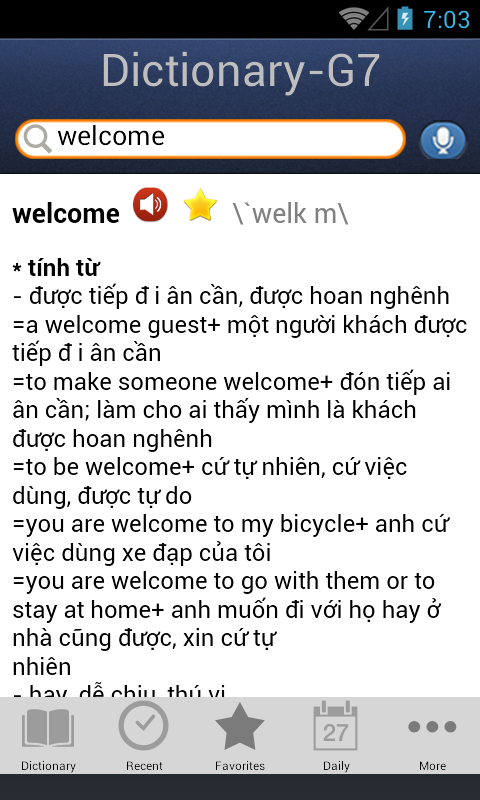 7:03
Dictionary-G7
welcome
welcome \`welk m\
* tính từ
- được tiếp đ i ân cần, được hoan nghênh
=a welcome guest+ một người khách được
tiếp đ i ân cần
=to make someone welcome+ đón tiếp ai
ân cần; làm cho ai thấy mình là khách
được hoan nghênh
=to be welcome+ cứ tự nhiên, cứ việc
dùng, được tự do
=you are welcome to my bicycle+ anh cứ
việc dùng xe đạp của tôi
=you are welcome to go with them or to
stay at home+ anh muốn đi với họ hay ở
nhà cũng được, xin cứ tự
nhiên
- hay, dễ chịu, thú vị
27
Dictionary Recent Favorites Daily More